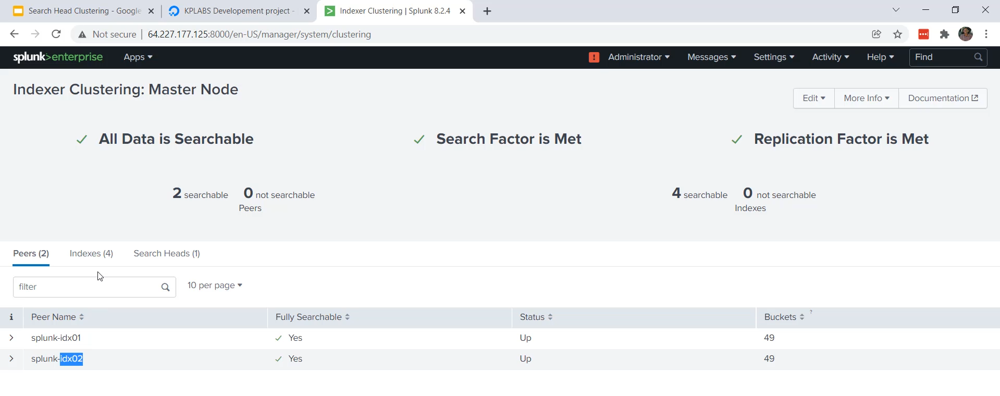 Search Head Clustering - Google
KPLABS Developement project -
Indexer Clustering | Splunk 8.2.4
Not secure | 64.227.177.125:8000/en-US/manager/system/clustering
splunk>enterprise Apps Administrator Messages Settings Activity Help Find
Indexer Clustering: Master Node
Edit More Info Documentation
All Data is Searchable Search Factor is Met Replication Factor is Met
2 searchable 0 not searchable 4 searchable 0 not searchable
Peers Indexes
Peers (2) Indexes (4) Search Heads (1)
filter 10 per page
i Peer Name Fully Searchable Status Buckets ?
splunk-idx01 Yes Up 49
splunk-idx02 Yes Up 49